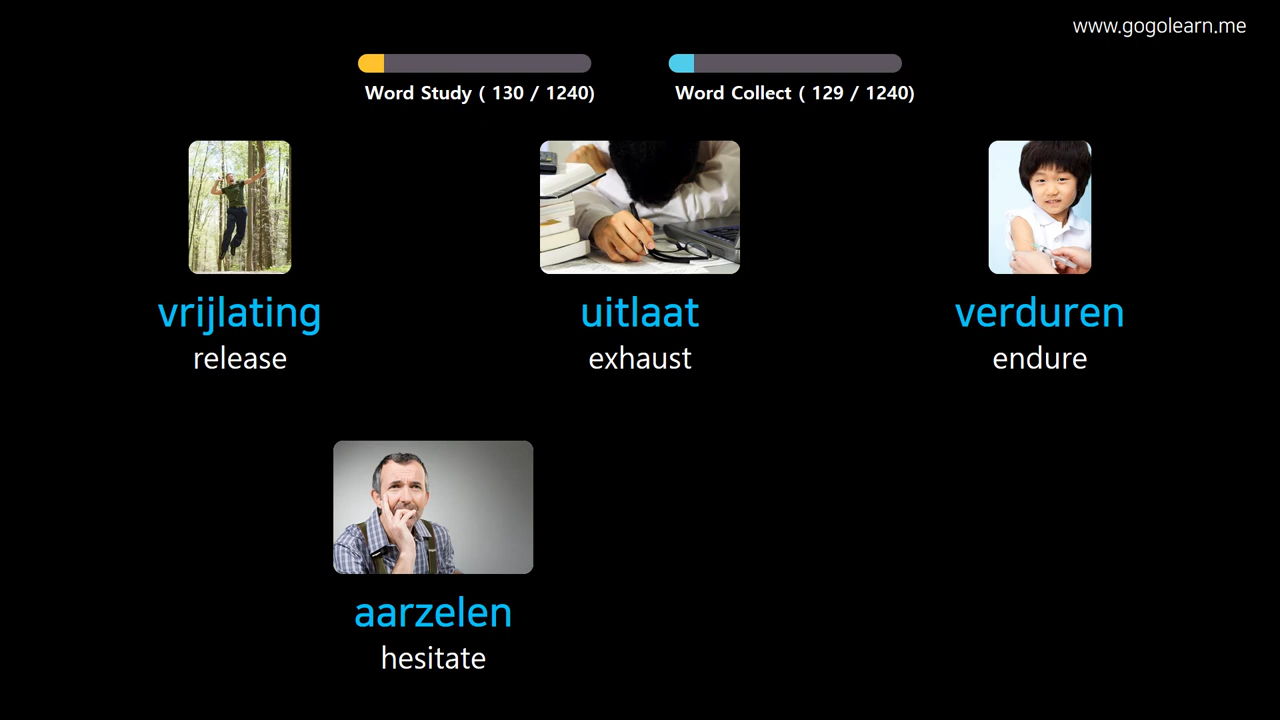 www.gogolearn.me
Word Study ( 130 / 1240)
Word Collect ( 129 / 1240)
vrijlating
release
uitlaat
exhaust
verduren
endure
aarzelen
hesitate